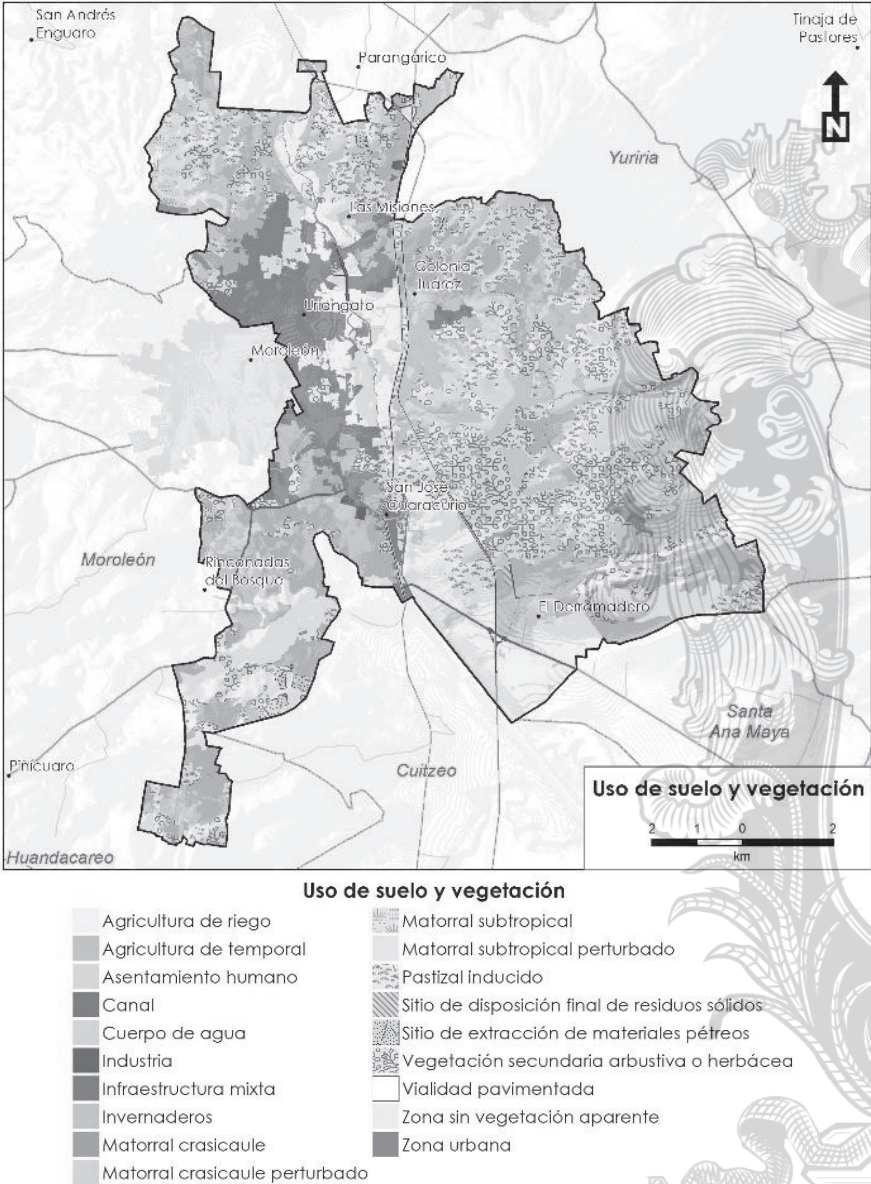 San Andrés
Enguaro
Tinaja de
Pastores
Parangarico
N
Yuriria
Las Misiones
Colonia
Juárez
Uriangato
Moroleón
San José
Cuaracurio
Moroleón
Rinconadas
del Bosque
El Derramadero
Santa
Ana Maya
Piñícuaro
Cuitzeo
Huandacareo
Uso de suelo y vegetación
2 1 0 2
km
Uso de suelo y vegetación
Agricultura de riego
Agricultura de temporal
Asentamiento humano
Canal
Cuerpo de agua
Industria
Infraestructura mixta
Invernaderos
Matorral crasicaule
Matorral crasicaule perturbado
Matorral subtropical
Matorral subtropical perturbado
Pastizal inducido
Sitio de disposición final de residuos sólidos
Sitio de extracción de materiales pétreos
Vegetación secundaria arbustiva o herbácea
Vialidad pavimentada
Zona sin vegetación aparente
Zona urbana